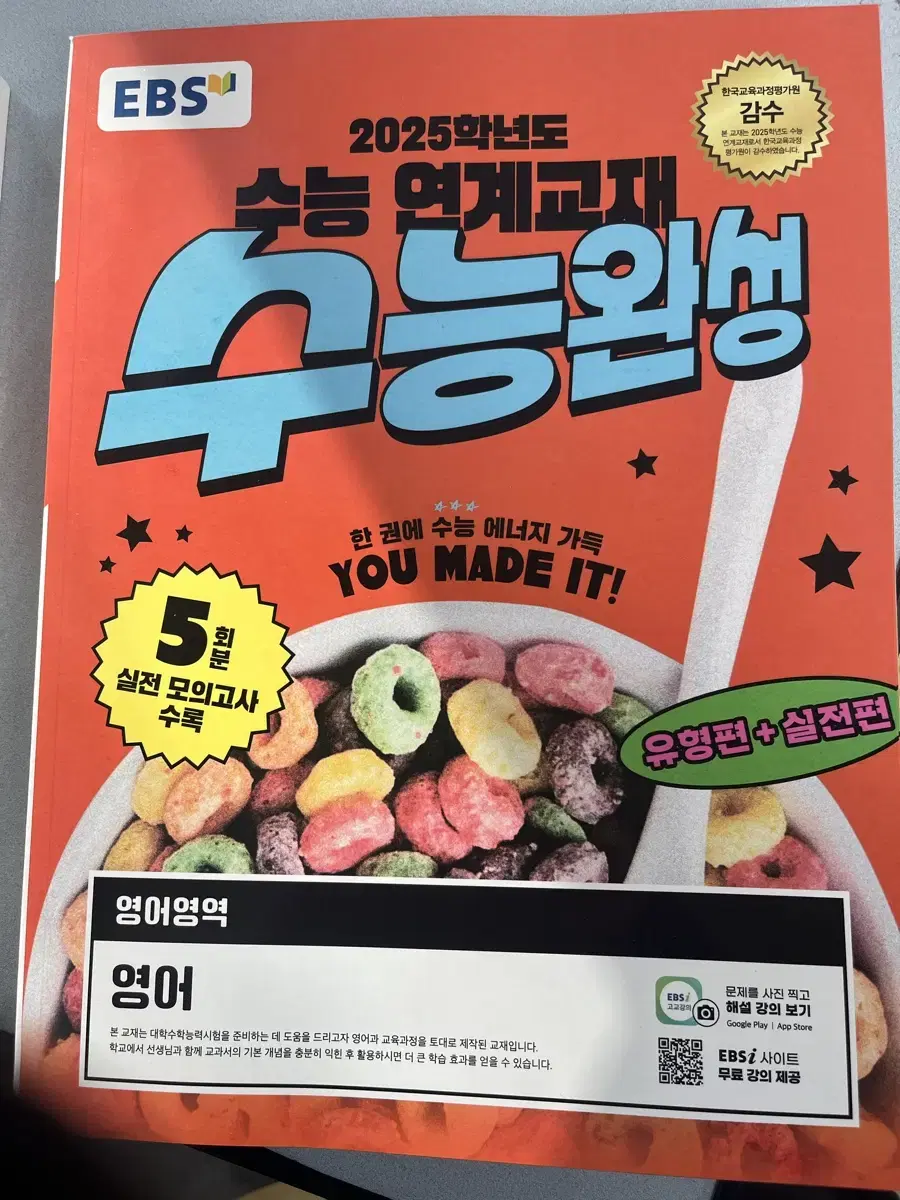 EBS
한국교육과정평가원
감수
본 교재는 2025학년도 수능
연계교재로서 한국교육과정
평가원이 감수하였습니다.
2025학년도
수능 연계교재
수능완성
한 권에 수능 에너지 가득
YOU MADE IT!
5회분
실전 모의고사
수록
유형편 + 실전편
영어영역
영어
본 교재는 대학수학능력시험을 준비하는 데 도움을 드리고자 영어과 교육과정을 토대로 제작된 교재입니다.
학교에서 선생님과 함께 교과서의 기본 개념을 충분히 익힌 후 활용하시면 더 큰 학습 효과를 얻을 수 있습니다.
EBSi
고교강의
문제를 사진 찍고
해설 강의 보기
Google Play | App Store
EBSi 사이트
무료 강의 제공